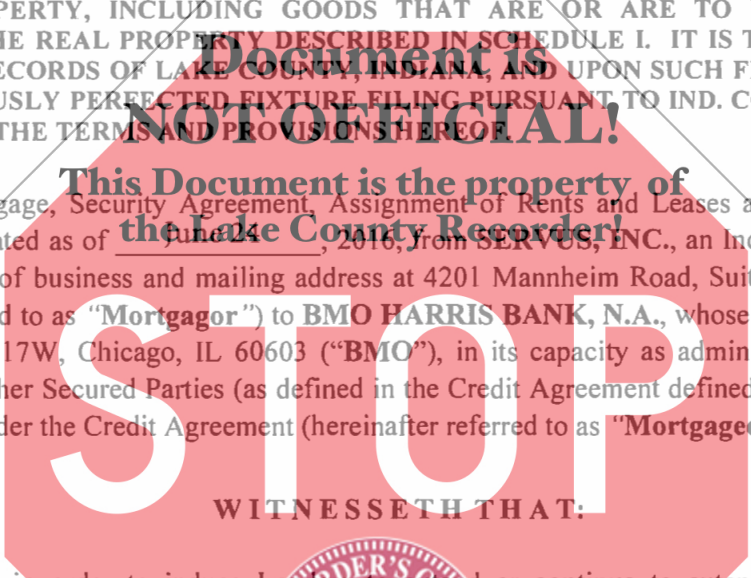 PERTY, INCLUDING GOODS THAT ARE OR ARE TO
HE REAL PROPERTY DESCRIBED IN SCHEDULE I. IT IS T
Document is
ECORDS OF LAKE COUNTY, INDIANA, AND UPON SUCH F
USLY PERFECTED FIXTURE FILING PURSUANT TO IND. CO
NOT OFFICIAL!
THE TERMS AND PROVISIONS HEREOF.
This Document is the property of
gage, Security Agreement, Assignment of Rents and Leases a
the Lake County Recorder!
ated as of June 24, 2016, from SERVUS, INC., an Ind
of business and mailing address at 4201 Mannheim Road, Suit
d to as "Mortgagor") to BMO HARRIS BANK, N.A., whose
17W, Chicago, IL 60603 (“BMO”), in its capacity as admin
her Secured Parties (as defined in the Credit Agreement defined
der the Credit Agreement (hereinafter referred to as "Mortgagee
STOP
WITNESSETH THAT:
DER'S